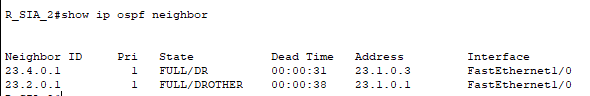 R_SIA_2#show ip ospf neighbor
Neighbor ID Pri State Dead Time Address Interface
23.4.0.1 1 FULL/DR 00:00:31 23.1.0.3 FastEthernet1/0
23.2.0.1 1 FULL/DROTHER 00:00:38 23.1.0.1 FastEthernet1/0